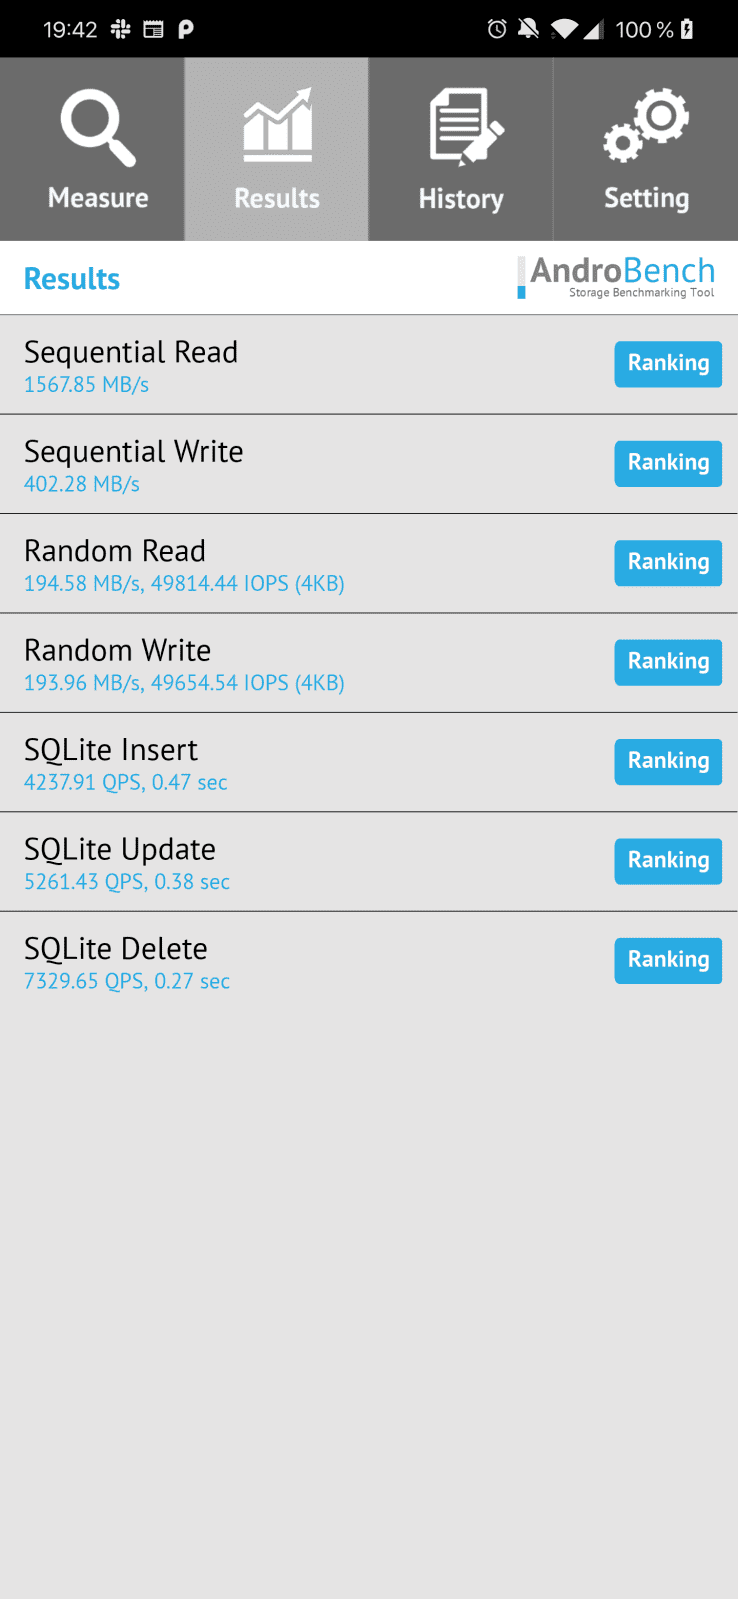 19:42 100 %
Measure Results History Setting
Results
AndroBench
Storage Benchmarking Tool
Sequential Read
1567.85 MB/s
Ranking
Sequential Write
402.28 MB/s
Ranking
Random Read
194.58 MB/s, 49814.44 IOPS (4KB)
Ranking
Random Write
193.96 MB/s, 49654.54 IOPS (4KB)
Ranking
SQLite Insert
4237.91 QPS, 0.47 sec
Ranking
SQLite Update
5261.43 QPS, 0.38 sec
Ranking
SQLite Delete
7329.65 QPS, 0.27 sec
Ranking